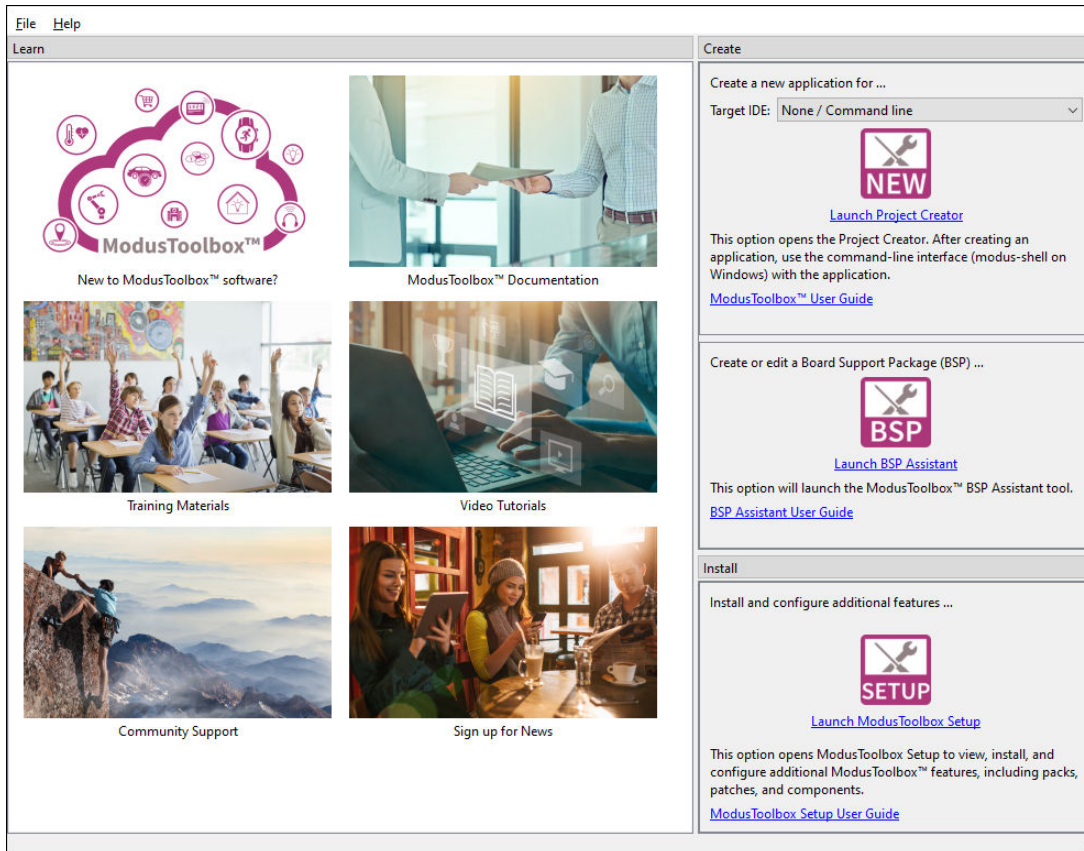 File Help
Learn
ModusToolbox™
New to ModusToolbox™ software?
ModusToolbox™ Documentation
Training Materials
Video Tutorials
Community Support
Sign up for News
Create
Create a new application for ...
Target IDE: None / Command line
NEW
Launch Project Creator
This option opens the Project Creator. After creating an
application, use the command-line interface (modus-shell on
Windows) with the application.
ModusToolbox™ User Guide
Create or edit a Board Support Package (BSP) ...
BSP
Launch BSP Assistant
This option will launch the ModusToolbox™ BSP Assistant tool.
BSP Assistant User Guide
Install
Install and configure additional features ...
SETUP
Launch ModusToolbox Setup
This option opens ModusToolbox Setup to view, install, and
configure additional ModusToolbox™ features, including packs,
patches, and components.
ModusToolbox Setup User Guide